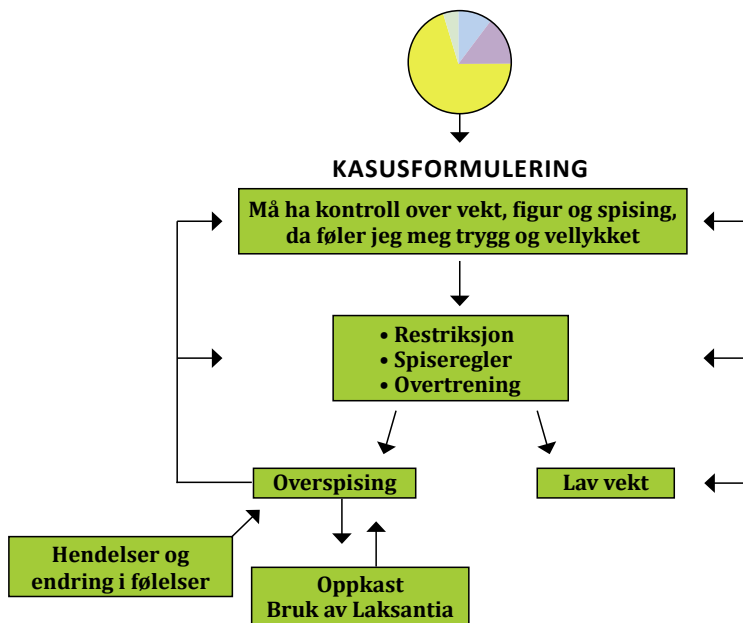 KASUSFORMULERING
Må ha kontroll over vekt, figur og spising,
da føler jeg meg trygg og vellykket
• Restriksjon
• Spiseregler
• Overtrening
Overspising
Lav vekt
Hendelser og
endring i følelser
Oppkast
Bruk av Laksantia